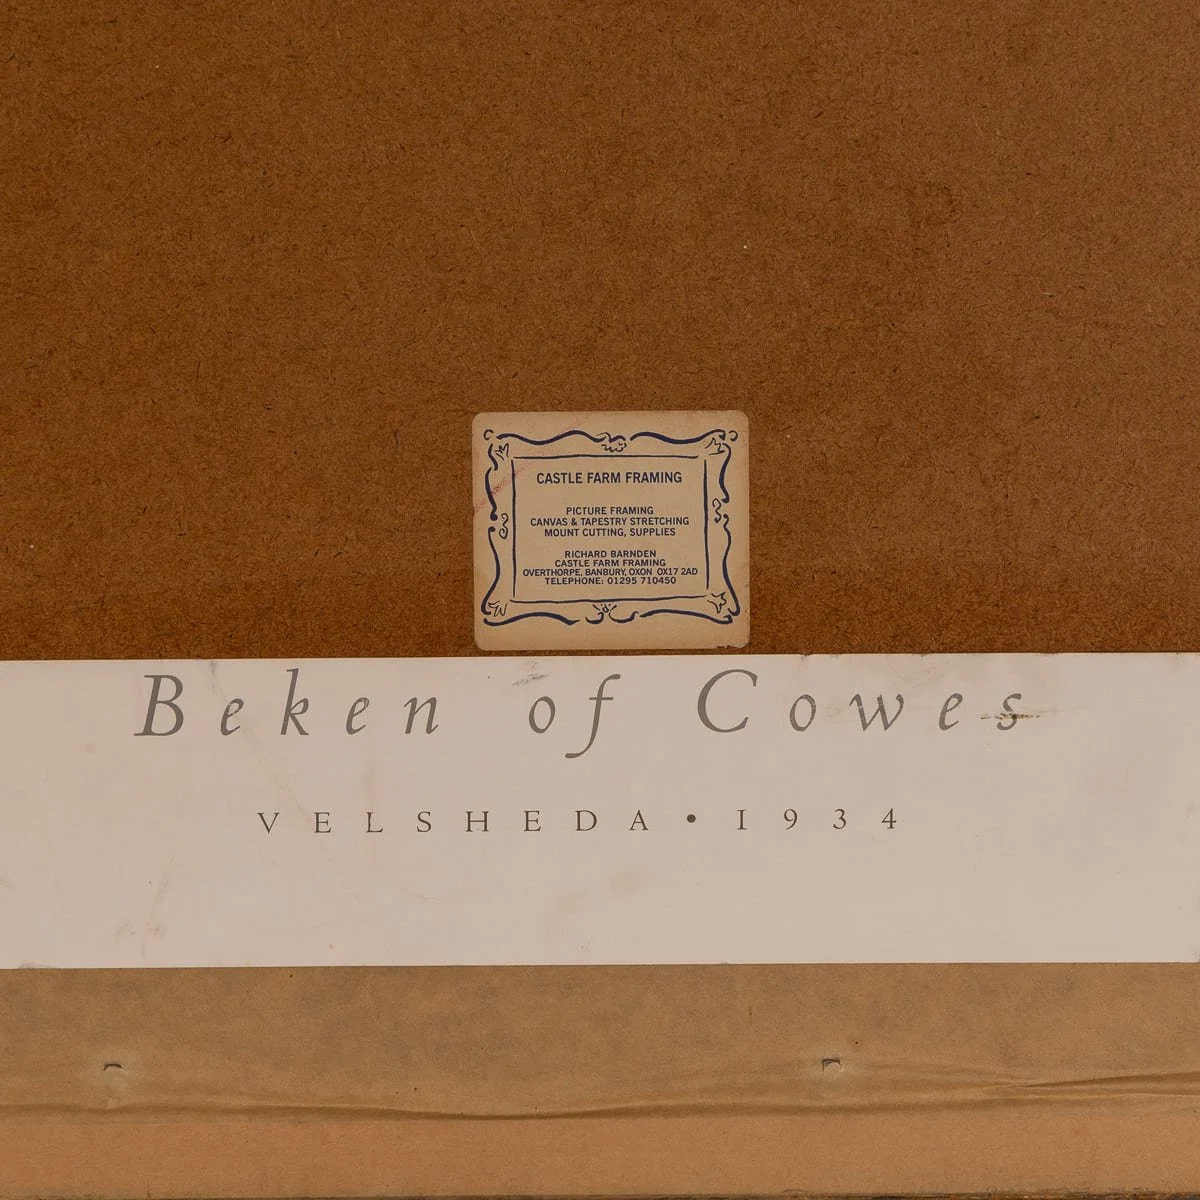 CASTLE FARM FRAMING
PICTURE FRAMING
CANVAS & TAPESTRY STRETCHING
MOUNT CUTTING, SUPPLIES
RICHARD BARNDEN
CASTLE FARM FRAMING
OVERTHORPE, BANBURY, OXON OX17 2AD
TELEPHONE: 01295 710450
Beken of Cowes
VELSHEDA • 1934